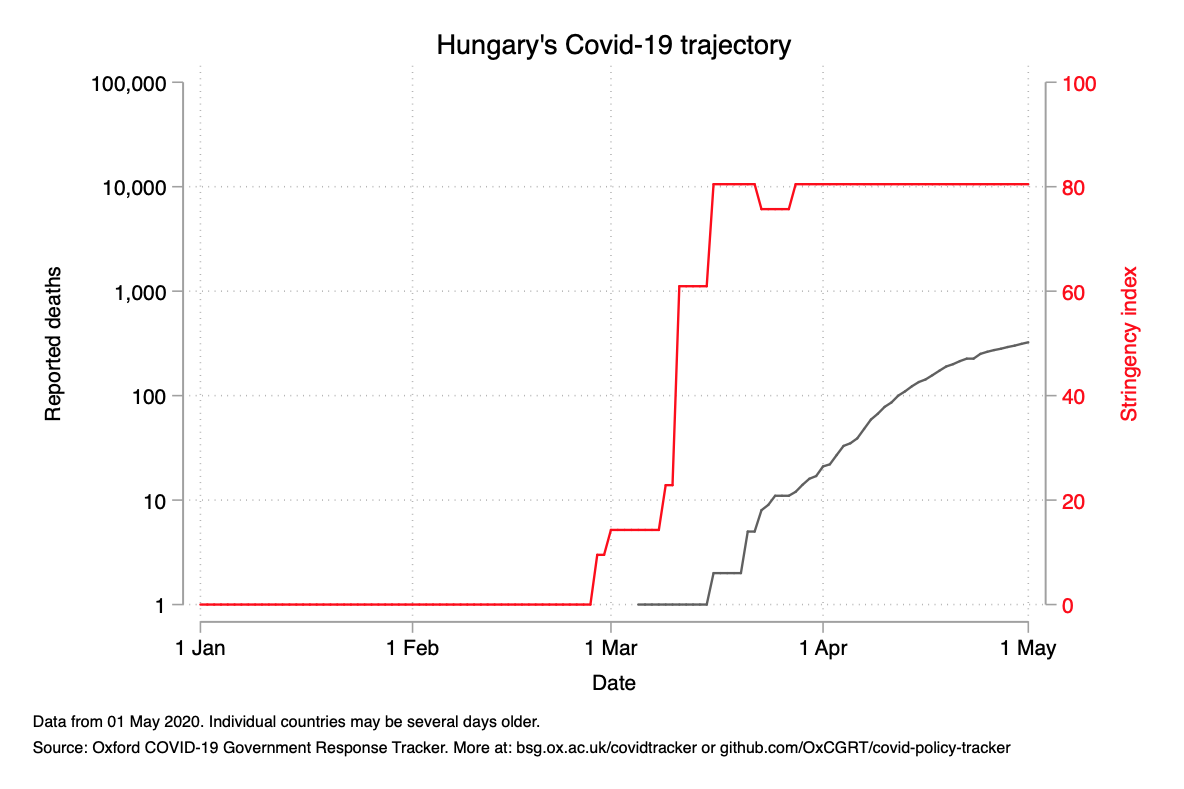 Hungary's Covid-19 trajectory
100,000
10,000
1,000
100
10
1
Reported deaths
100
80
60
40
20
0
Stringency index
1 Jan
1 Feb
1 Mar
1 Apr
1 May
Date
Data from 01 May 2020. Individual countries may be several days older.
Source: Oxford COVID-19 Government Response Tracker. More at: bsg.ox.ac.uk/covidtracker or github.com/OxCGRT/covid-policy-tracker